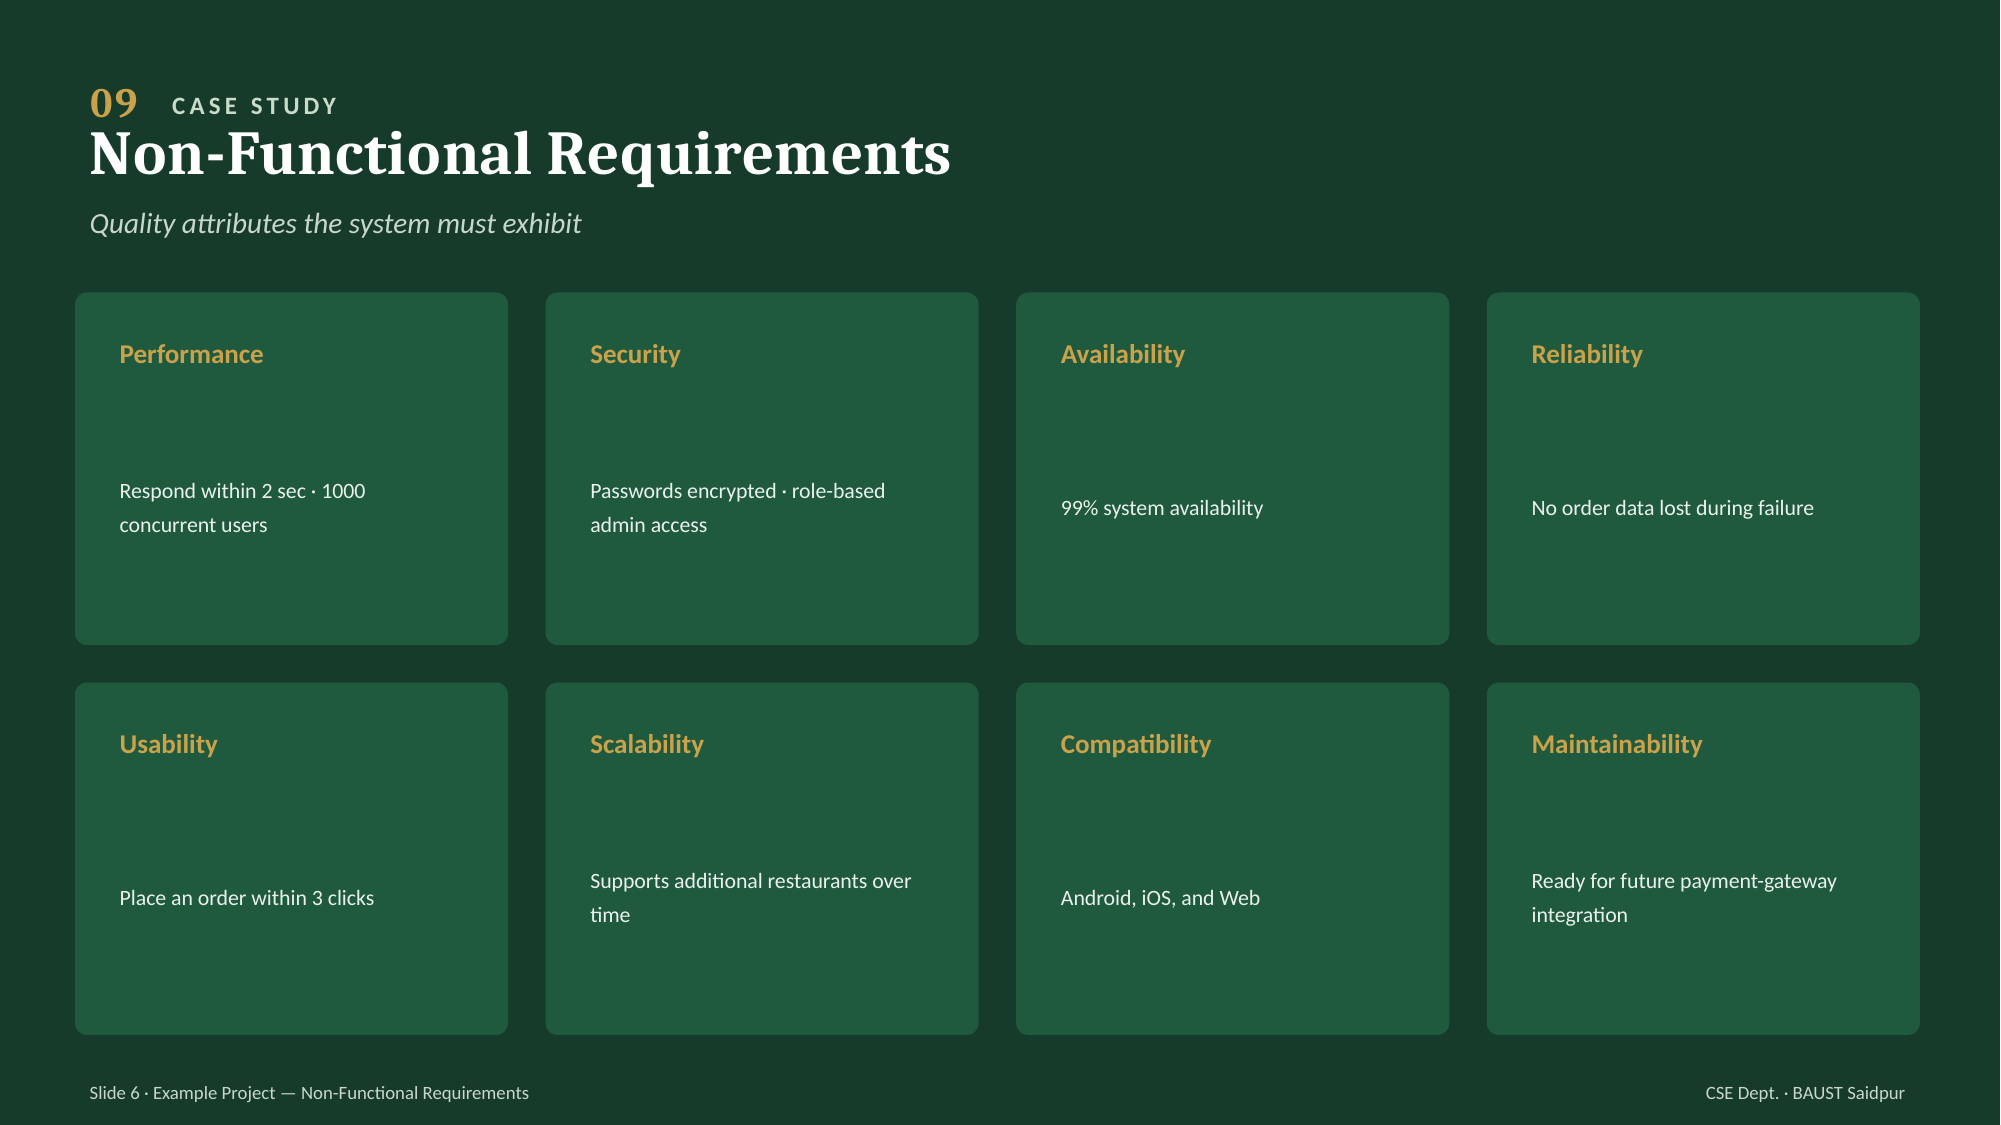 09 CASE STUDY
Non-Functional Requirements
Quality attributes the system must exhibit
Performance
Respond within 2 sec · 1000
concurrent users
Security
Passwords encrypted · role-based
admin access
Availability
99% system availability
Reliability
No order data lost during failure
Usability
Place an order within 3 clicks
Scalability
Supports additional restaurants over
time
Compatibility
Android, iOS, and Web
Maintainability
Ready for future payment-gateway
integration
Slide 6 · Example Project — Non-Functional Requirements
CSE Dept. · BAUST Saidpur